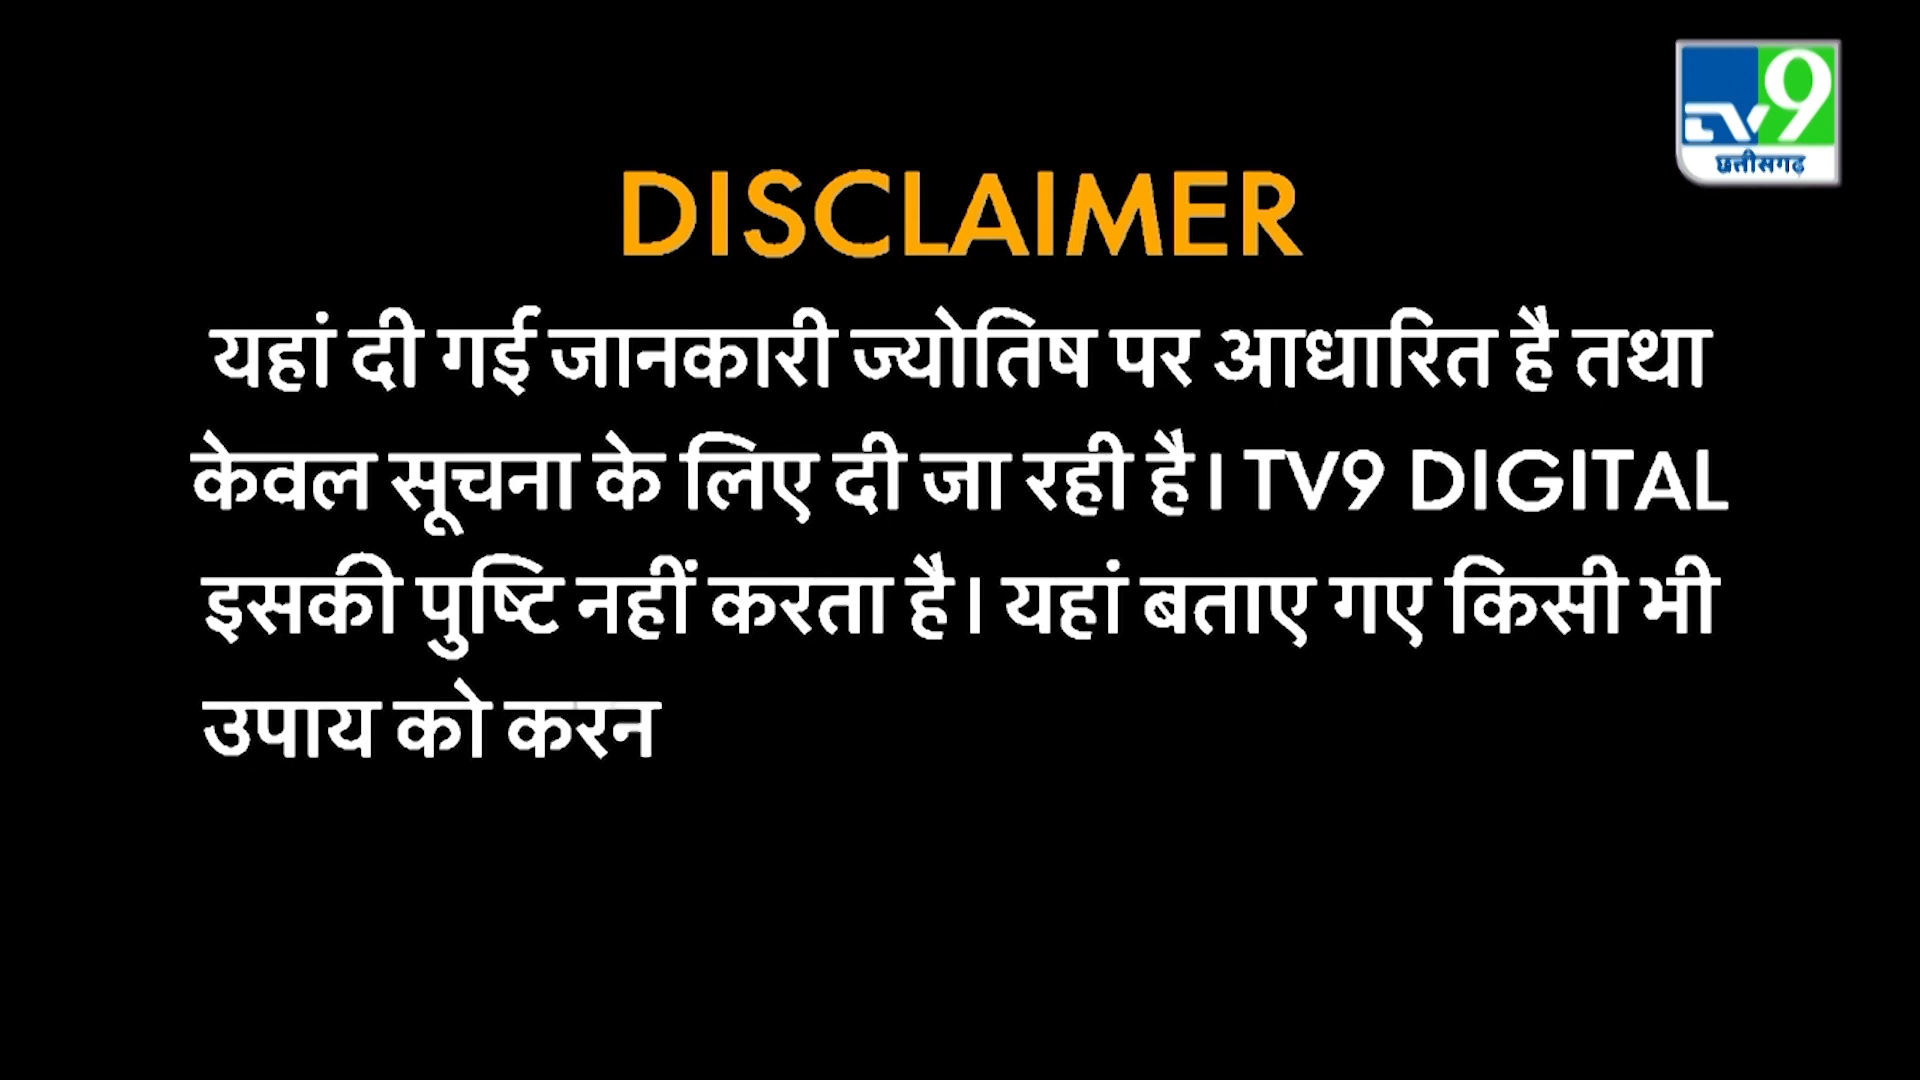 TV9
छत्तीसगढ़
DISCLAIMER
यहां दी गई जानकारी ज्योतिष पर आधारित है तथा
केवल सूचना के लिए दी जा रही है। TV9 DIGITAL
इसकी पुष्टि नहीं करता है। यहां बताए गए किसी भी
उपाय को करन